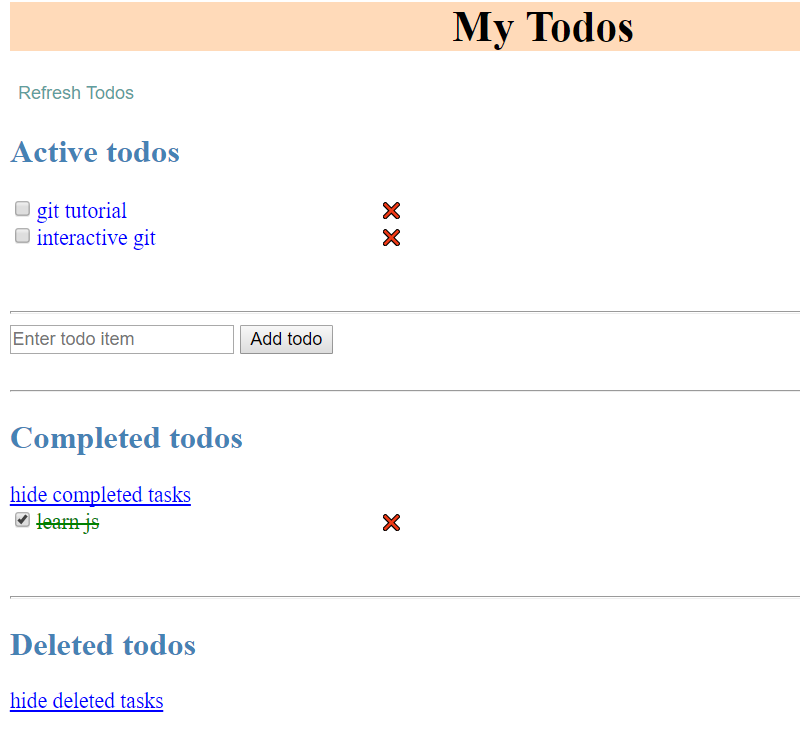 My Todos
Refresh Todos
Active todos
git tutorial
interactive git
Enter todo item Add todo
Completed todos
hide completed tasks
learn js
Deleted todos
hide deleted tasks